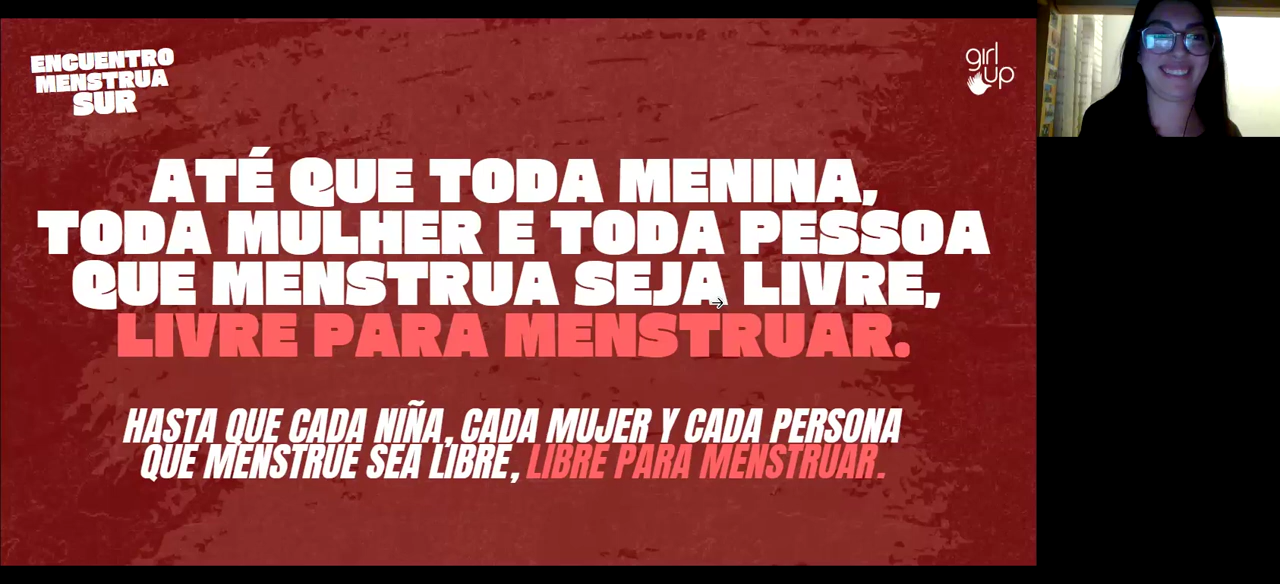 ENCUENTRO
MENSTRUA
SUR
girl
up
ATÉ QUE TODA MENINA,
TODA MULHER E TODA PESSOA
QUE MENSTRUA SEJA LIVRE,
LIVRE PARA MENSTRUAR.
HASTA QUE CADA NIÑA, CADA MUJER Y CADA PERSONA
QUE MENSTRUE SEA LIBRE, LIBRE PARA MENSTRUAR.